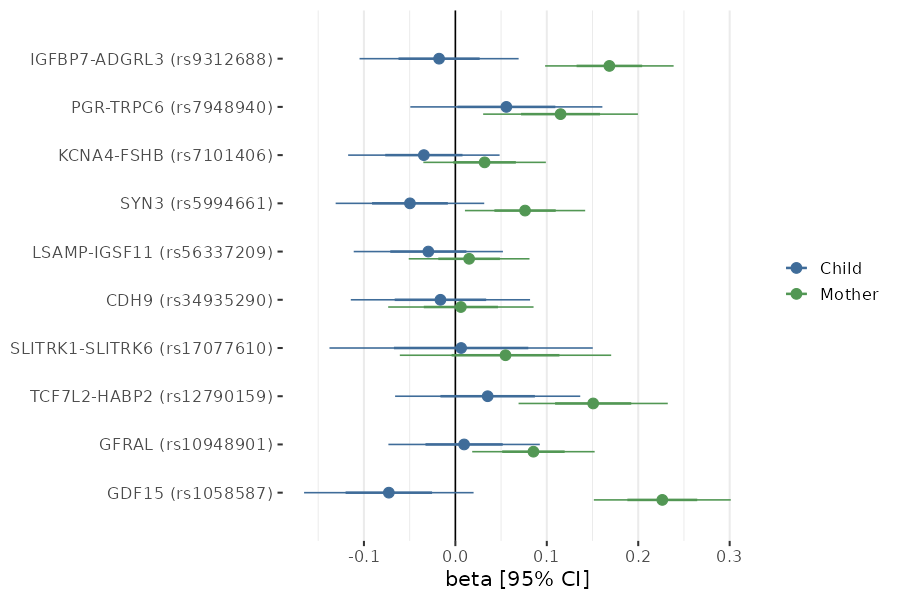 IGFBP7-ADGRL3 (rs9312688)
PGR-TRPC6 (rs7948940)
KCNA4-FSHB (rs7101406)
SYN3 (rs5994661)
LSAMP-IGSF11 (rs56337209)
CDH9 (rs34935290)
SLITRK1-SLITRK6 (rs17077610)
TCF7L2-HABP2 (rs12790159)
GFRAL (rs10948901)
GDF15 (rs1058587)
-0.1 0.0 0.1 0.2 0.3
beta [95% CI]
Child
Mother